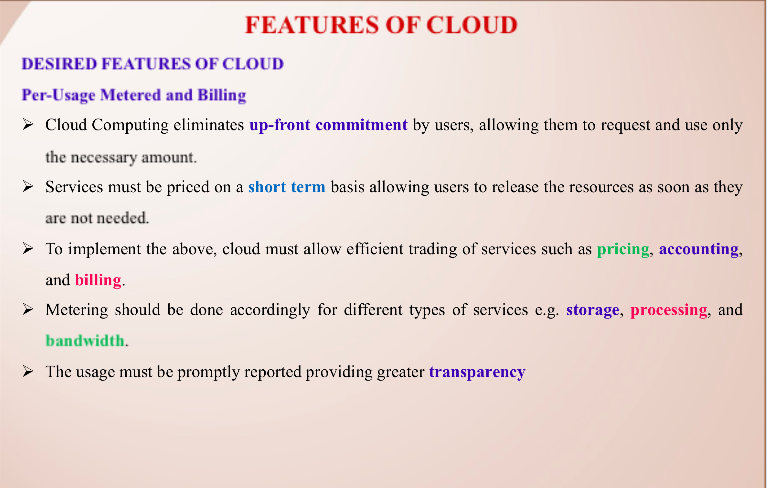 FEATURES OF CLOUD
DESIRED FEATURES OF CLOUD
Per-Usage Metered and Billing
➢ Cloud Computing eliminates up-front commitment by users, allowing them to request and use only
the necessary amount.
➢ Services must be priced on a short term basis allowing users to release the resources as soon as they
are not needed.
➢ To implement the above, cloud must allow efficient trading of services such as pricing, accounting,
and billing.
➢ Metering should be done accordingly for different types of services e.g. storage, processing, and
bandwidth.
➢ The usage must be promptly reported providing greater transparency